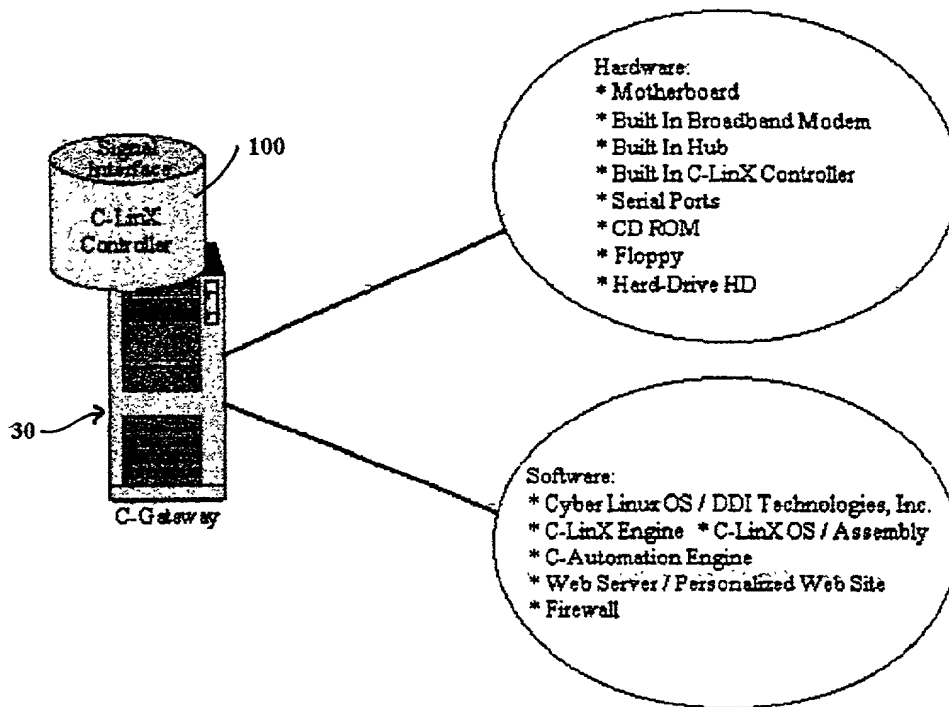 Signal
Interface
100
C-LinX
Controller
30
C-Gateway
Hardware:
* Motherboard
* Built In Broadband Modem
* Built In Hub
* Built In C-LinX Controller
* Serial Ports
* CD ROM
* Floppy
* Hard-Drive HD
Software:
* Cyber Linux OS / DDI Technologies, Inc.
* C-LinX Engine * C-LinX OS / Assembly
* C-Automation Engine
* Web Server / Personalized Web Site
* Firewall